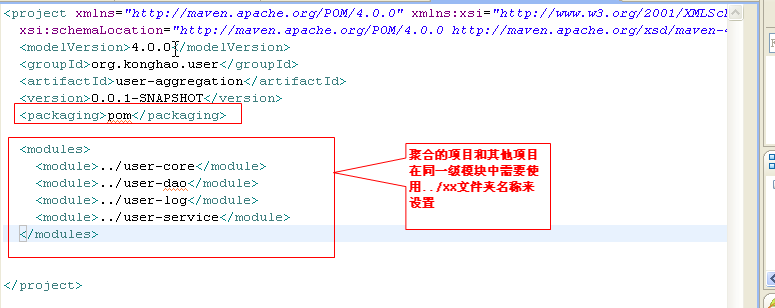 <project xmlns="http://maven.apache.org/POM/4.0.0" xmlns:xsi="http://www.w3.org/2001/XMLSch
xsi:schemaLocation="http://maven.apache.org/POM/4.0.0 http://maven.apache.org/xsd/maven-4
<modelVersion>4.0.0</modelVersion>
<groupId>org.konghao.user</groupId>
<artifactId>user-aggregation</artifactId>
<version>0.0.1-SNAPSHOT</version>
<packaging>pom</packaging>
<modules>
<module>../user-core</module>
<module>../user-dao</module>
<module>../user-log</module>
<module>../user-service</module>
</modules>
聚合的项目和其他项目
在同一级模块中需要使
用../xx文件夹名称来
设置
</project>